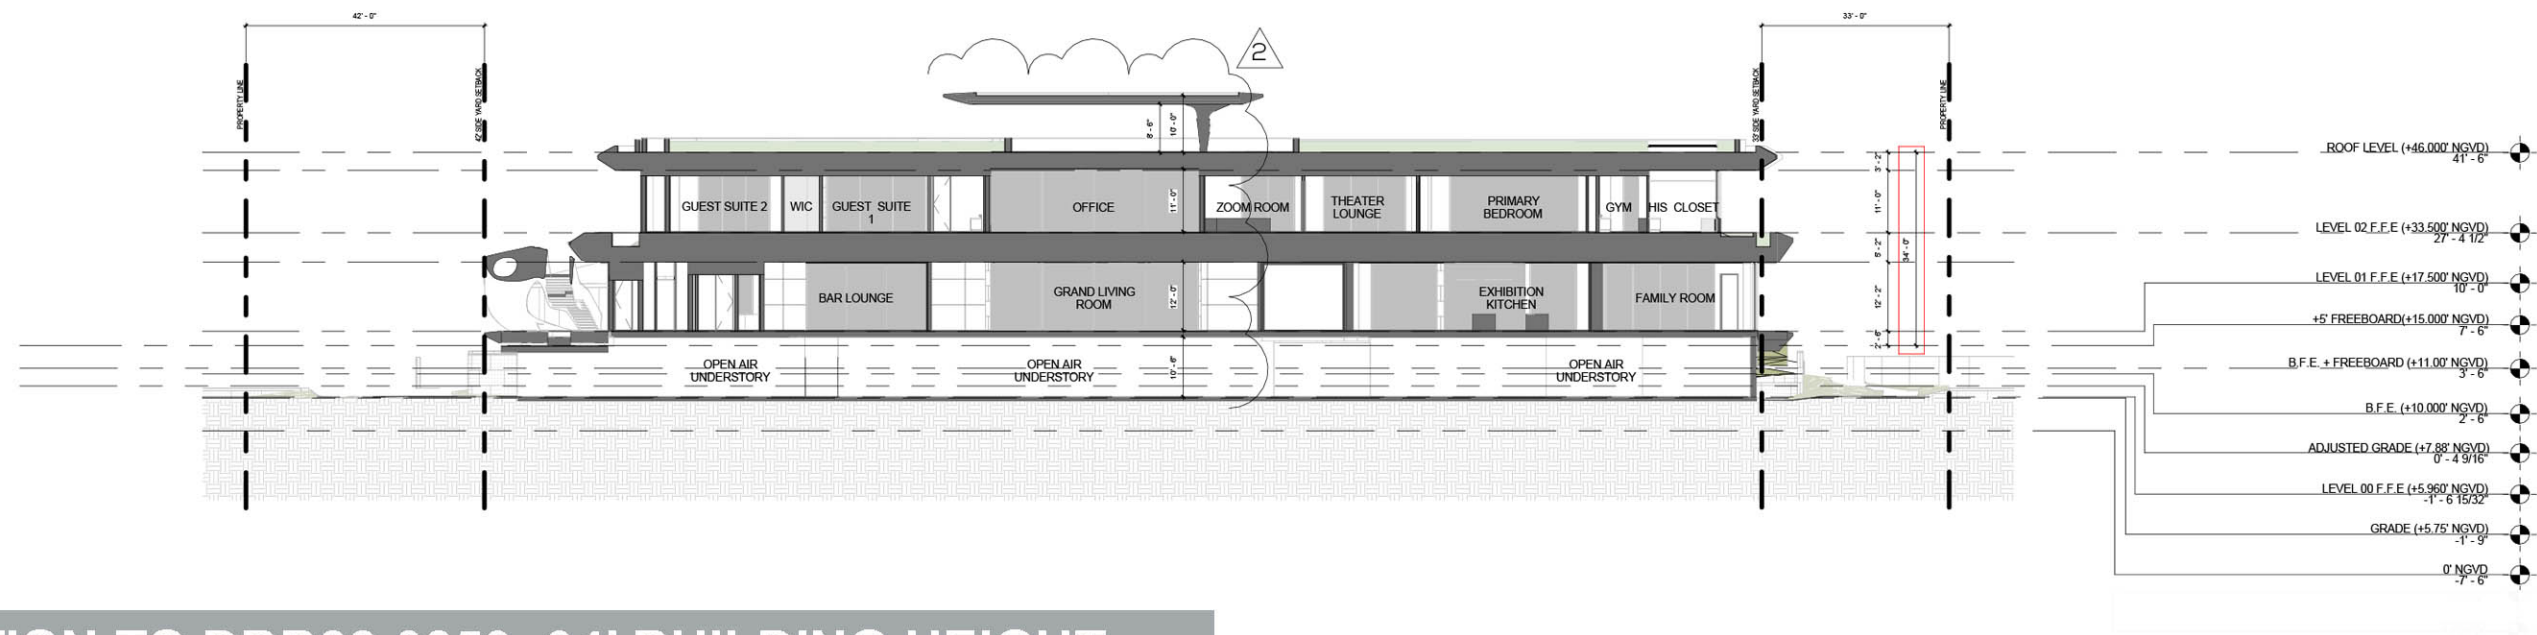 42' - 0"
33' - 0"
2
PROPERTY LINE
42' SIDE YARD SETBACK
33' SIDE YARD SETBACK
PROPERTY LINE
8' - 6"
10' - 0"
ROOF LEVEL (+46.000' NGVD)
41' - 6"
3' - 2"
GUEST SUITE 2
WIC
GUEST SUITE
1
OFFICE
11' - 0"
ZOOM ROOM
THEATER
LOUNGE
PRIMARY
BEDROOM
GYM
HIS CLOSET
11' - 0"
LEVEL 02 F.F.E (+33.500' NGVD)
27' - 4 1/2"
34' - 0"
LEVEL 01 F.F.E (+17.500' NGVD)
10' - 0"
BAR LOUNGE
GRAND LIVING
ROOM
12' - 0"
EXHIBITION
KITCHEN
FAMILY ROOM
12' - 2"
+5' FREEBOARD(+15.000' NGVD)
7' - 6"
2' - 6"
OPEN AIR
UNDERSTORY
OPEN AIR
UNDERSTORY
10' - 6"
OPEN AIR
UNDERSTORY
B.F.E. + FREEBOARD (+11.00' NGVD)
3' - 6"
B.F.E. (+10.000' NGVD)
2' - 6"
ADJUSTED GRADE (+7.88' NGVD)
0' - 4 9/16"
LEVEL 00 F.F.E (+5.960' NGVD)
-1' - 6 15/32"
GRADE (+5.75' NGVD)
-1' - 9"
0' NGVD
-7' - 6"
BUILDING HEIGHT